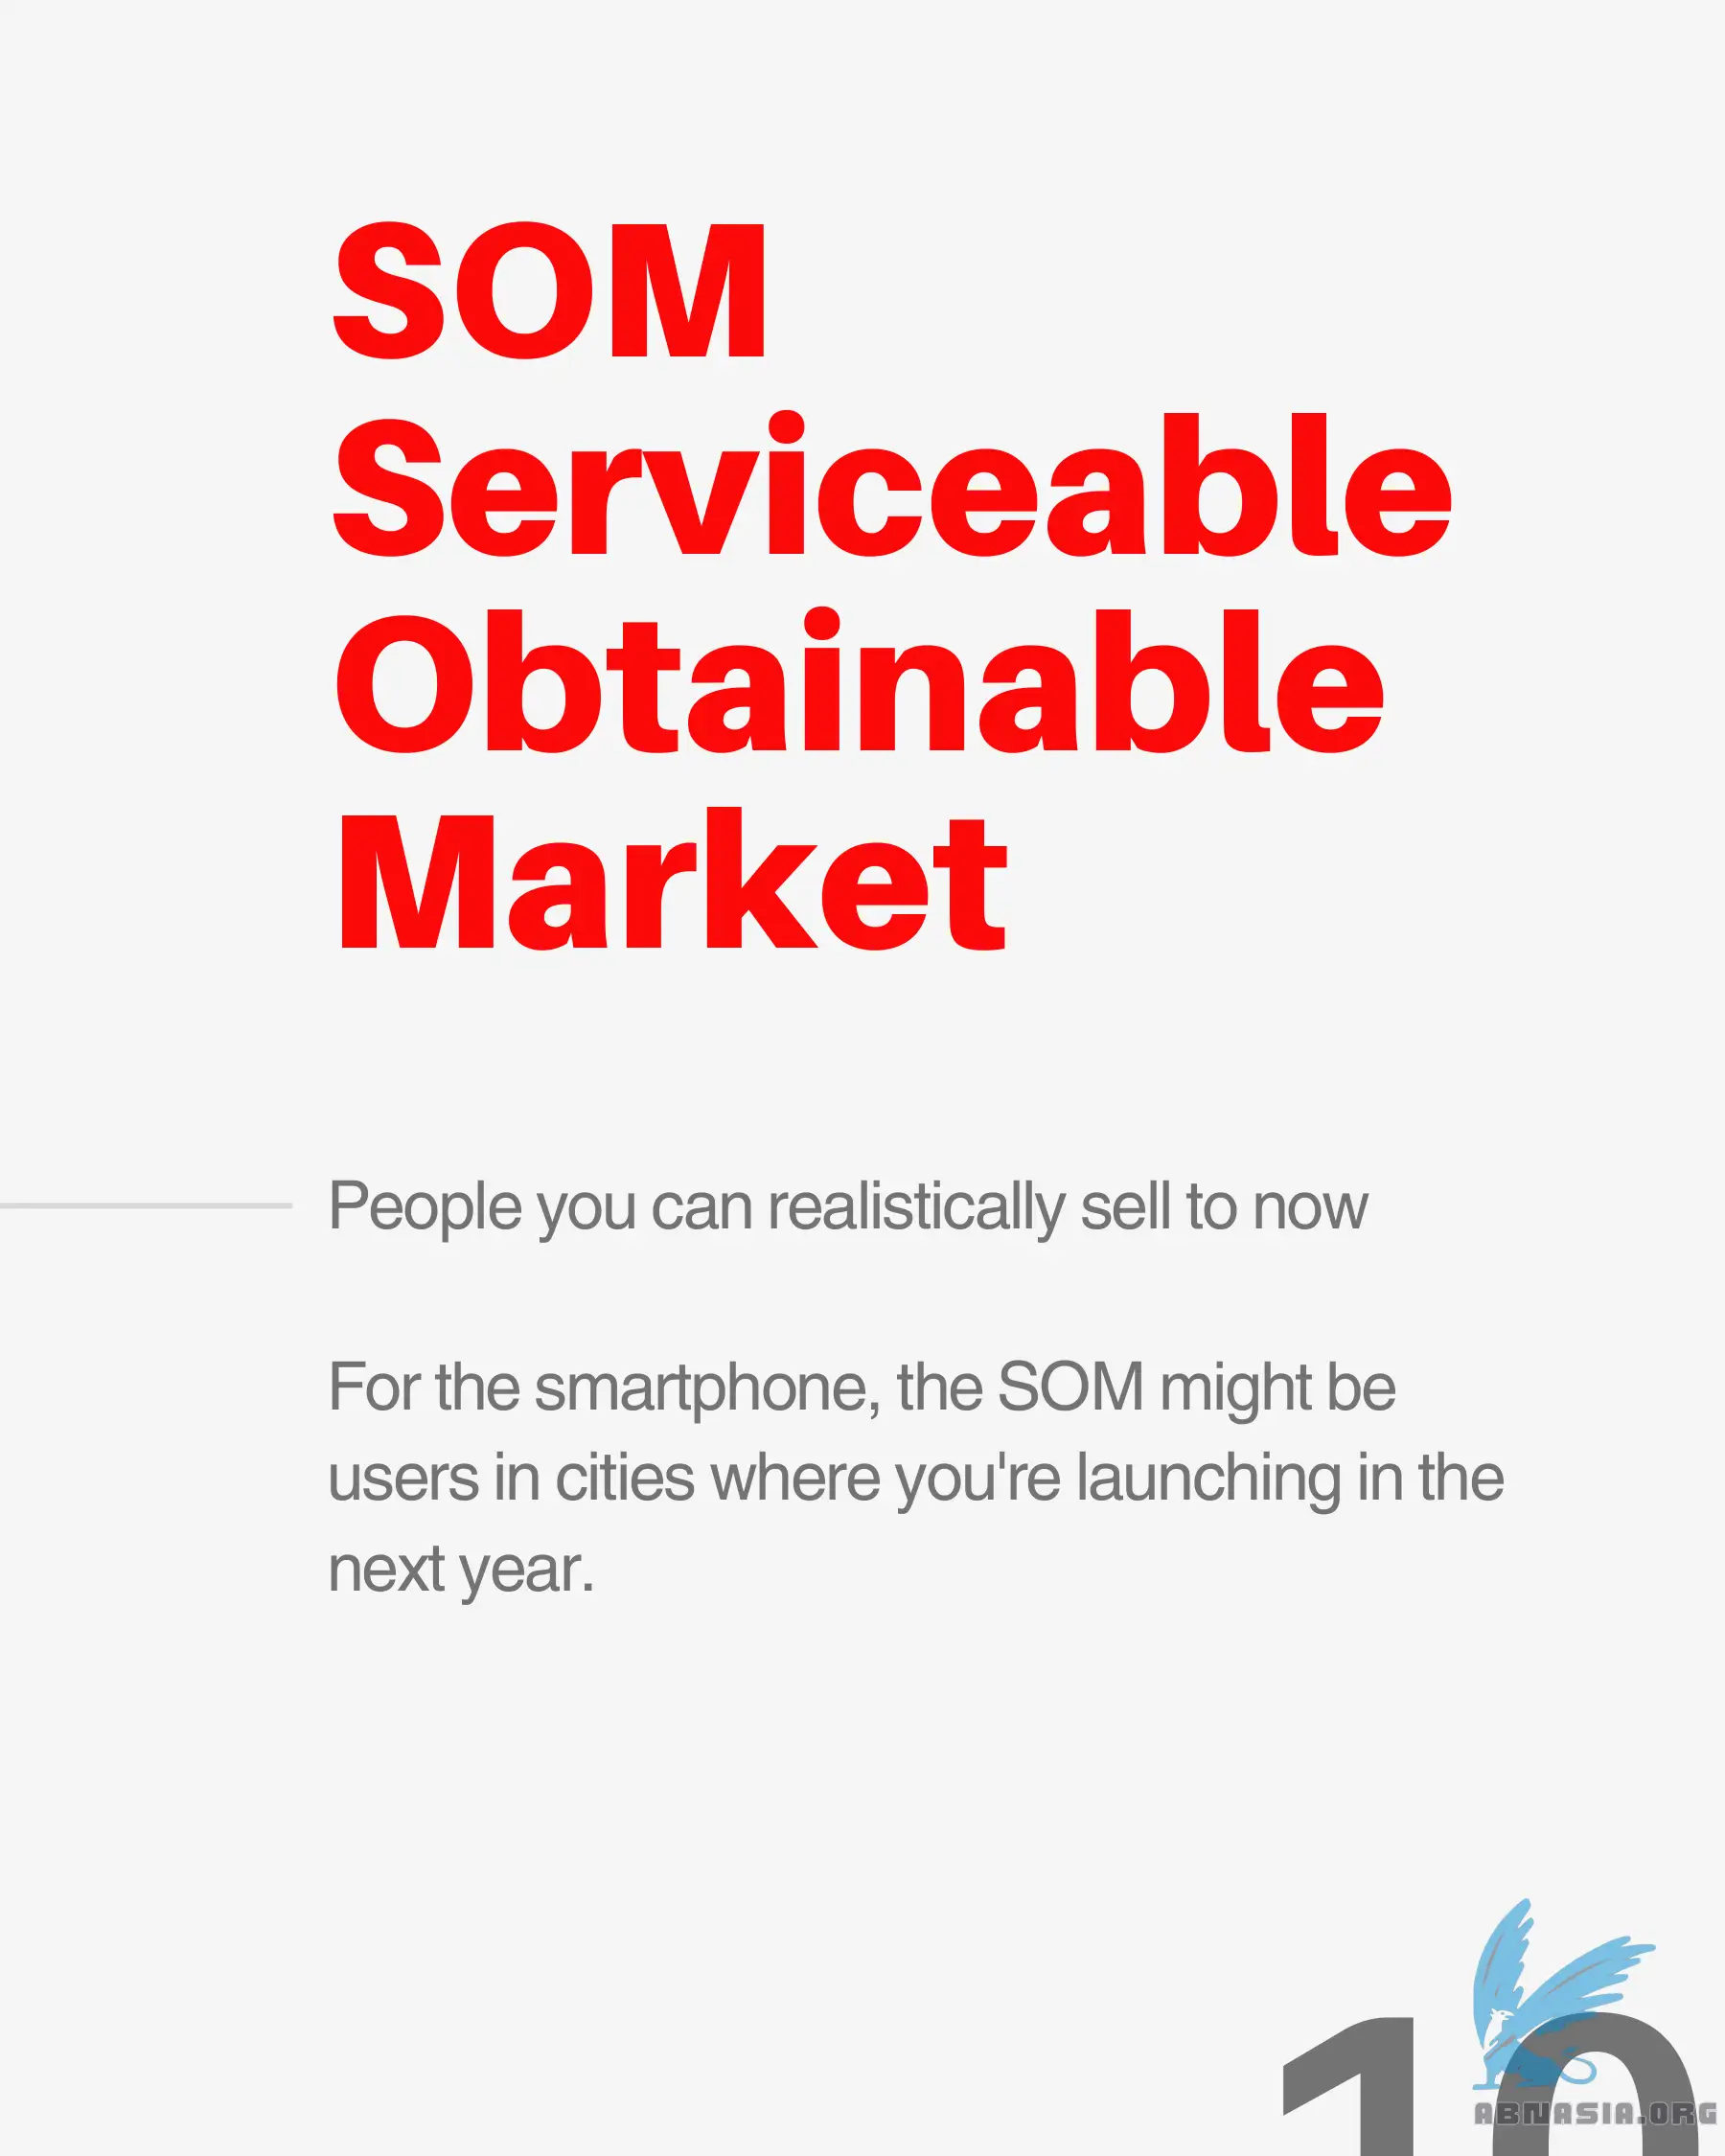 SOM
Serviceable
Obtainable
Market
People you can realistically sell to now
For the smartphone, the SOM might be
users in cities where you're launching in the
next year.
10
ABNASIA.ORG